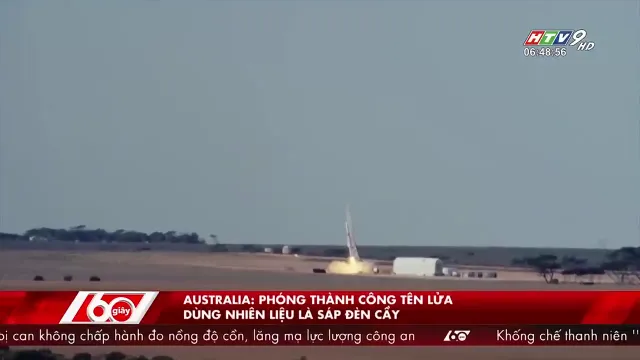 HTV9 HD
06:48:56
60 giây
AUSTRALIA: PHÓNG THÀNH CÔNG TÊN LỬA
DÙNG NHIÊN LIỆU LÀ SÁP ĐÈN CẦY
bị can không chấp hành đo nồng độ cồn, lăng mạ lực lượng công an 60 Khống chế thanh niên